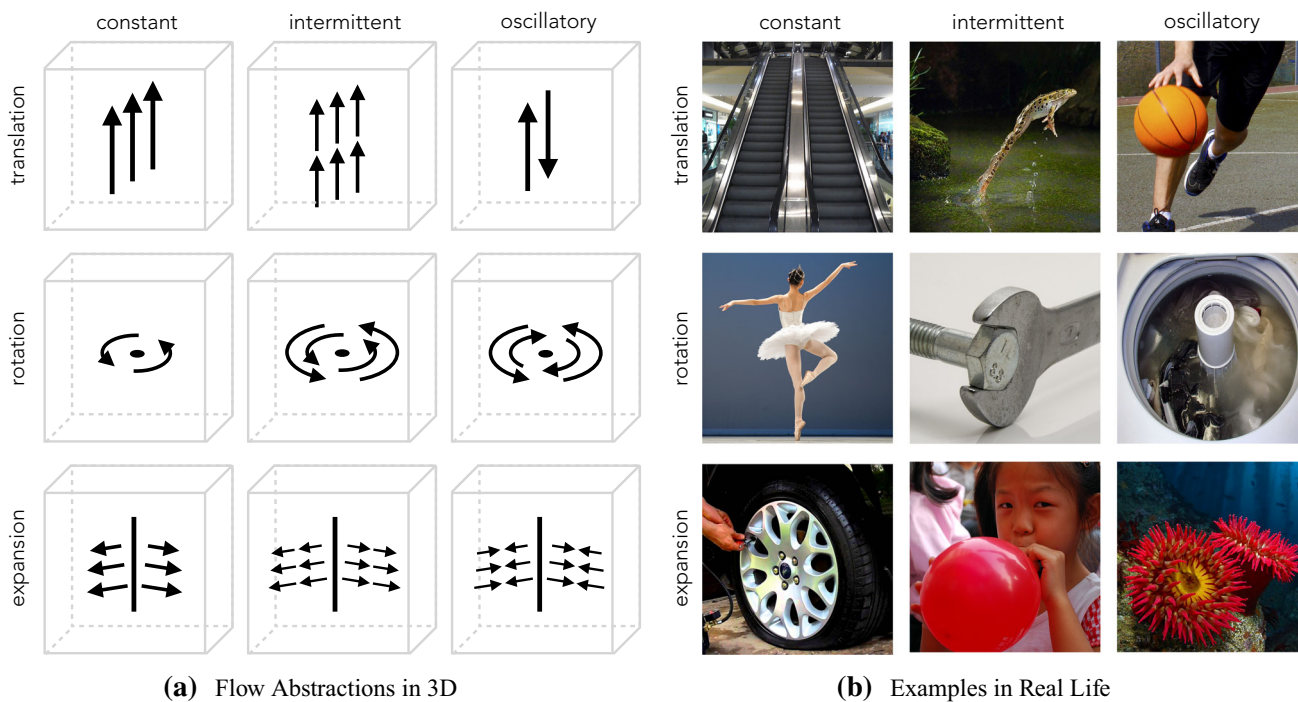 constant intermittent oscillatory
constant intermittent oscillatory
translation
rotation
expansion
translation
rotation
expansion
(a) Flow Abstractions in 3D
(b) Examples in Real Life